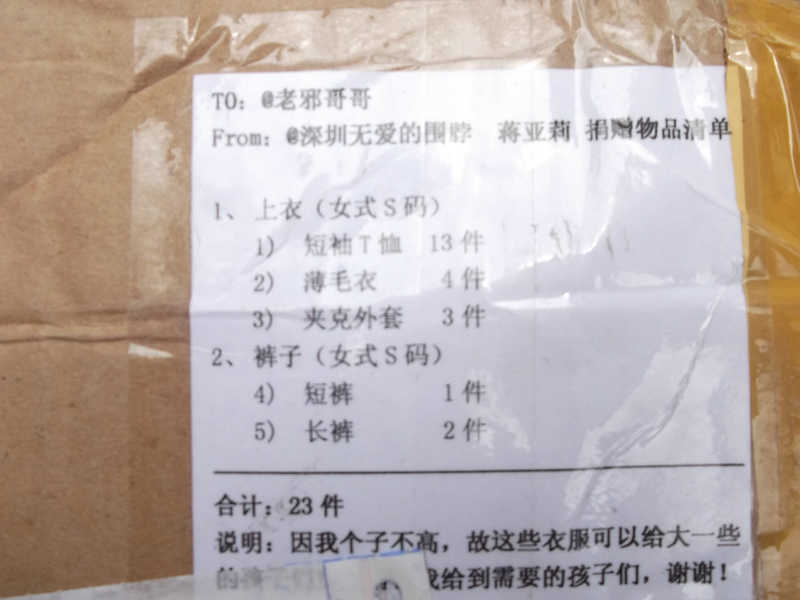 TO: @老邪哥哥
From: @深圳无爱的围脖 蒋亚莉 捐赠物品清单
1、上衣（女式S码）
1) 短袖T恤 13件
2) 薄毛衣 4件
3) 夹克外套 3件
2、裤子（女式S码）
4) 短裤 1件
5) 长裤 2件
合计: 23件
说明: 因我个子不高，故这些衣服可以给大一些
的孩子们 我给到需要的孩子们，谢谢！